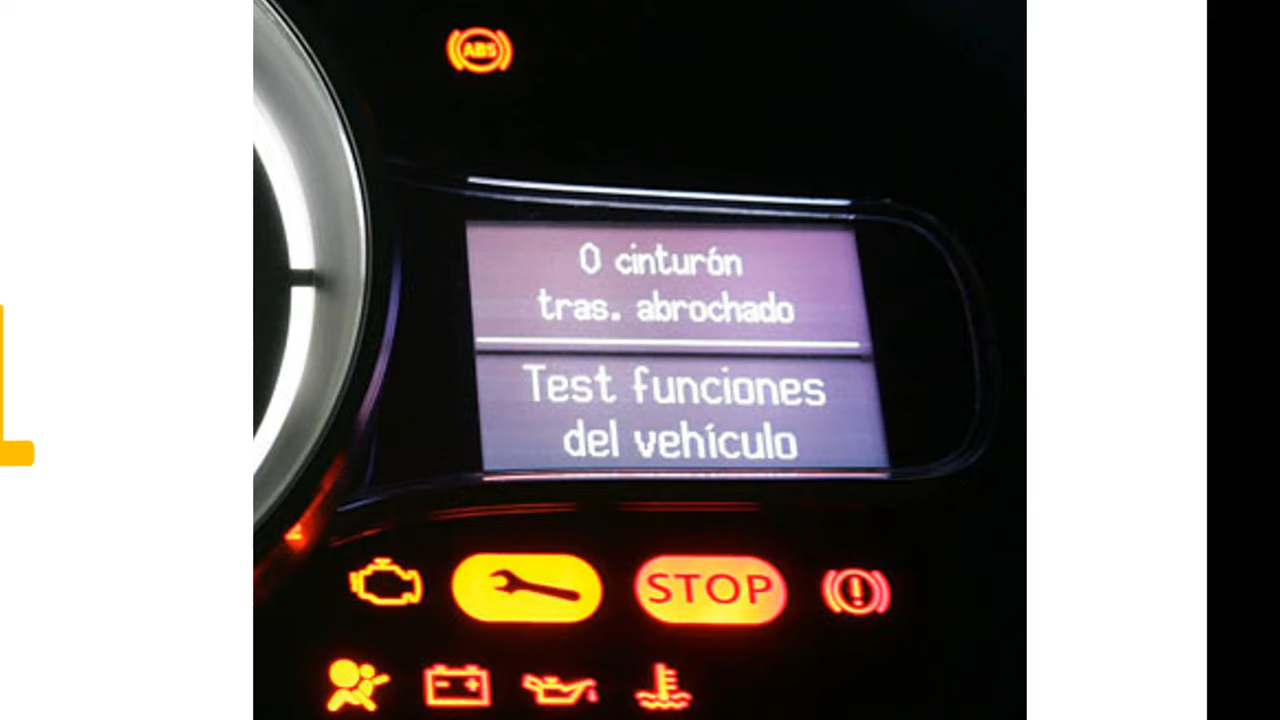 ABS
0 cinturón
tras. abrochado
Test funciones
del vehículo
STOP